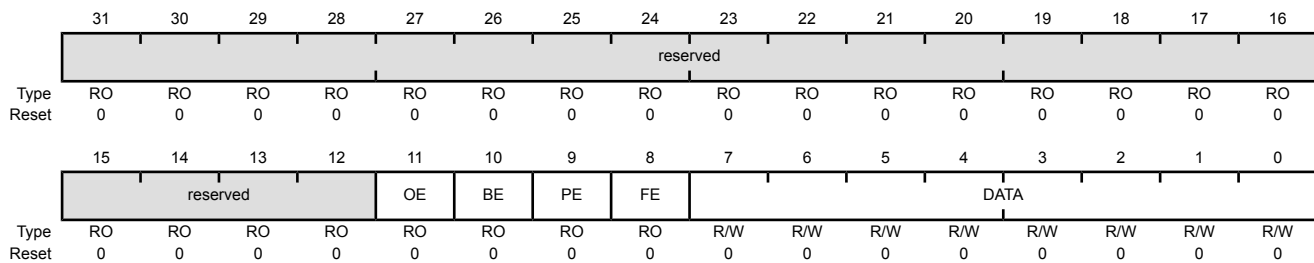 31 30 29 28 27 26 25 24 23 22 21 20 19 18 17 16
reserved
Type RO RO RO RO RO RO RO RO RO RO RO RO RO RO RO RO
Reset 0 0 0 0 0 0 0 0 0 0 0 0 0 0 0 0
15 14 13 12 11 10 9 8 7 6 5 4 3 2 1 0
reserved OE BE PE FE DATA
Type RO RO RO RO RO RO RO RO R/W R/W R/W R/W R/W R/W R/W R/W
Reset 0 0 0 0 0 0 0 0 0 0 0 0 0 0 0 0